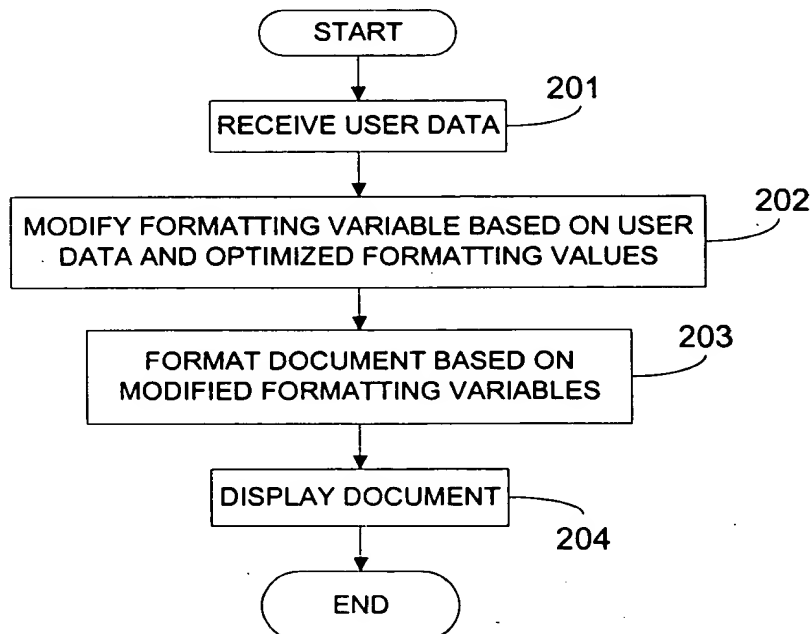 START
201
RECEIVE USER DATA
202
MODIFY FORMATTING VARIABLE BASED ON USER
DATA AND OPTIMIZED FORMATTING VALUES
203
FORMAT DOCUMENT BASED ON
MODIFIED FORMATTING VARIABLES
DISPLAY DOCUMENT
204
END